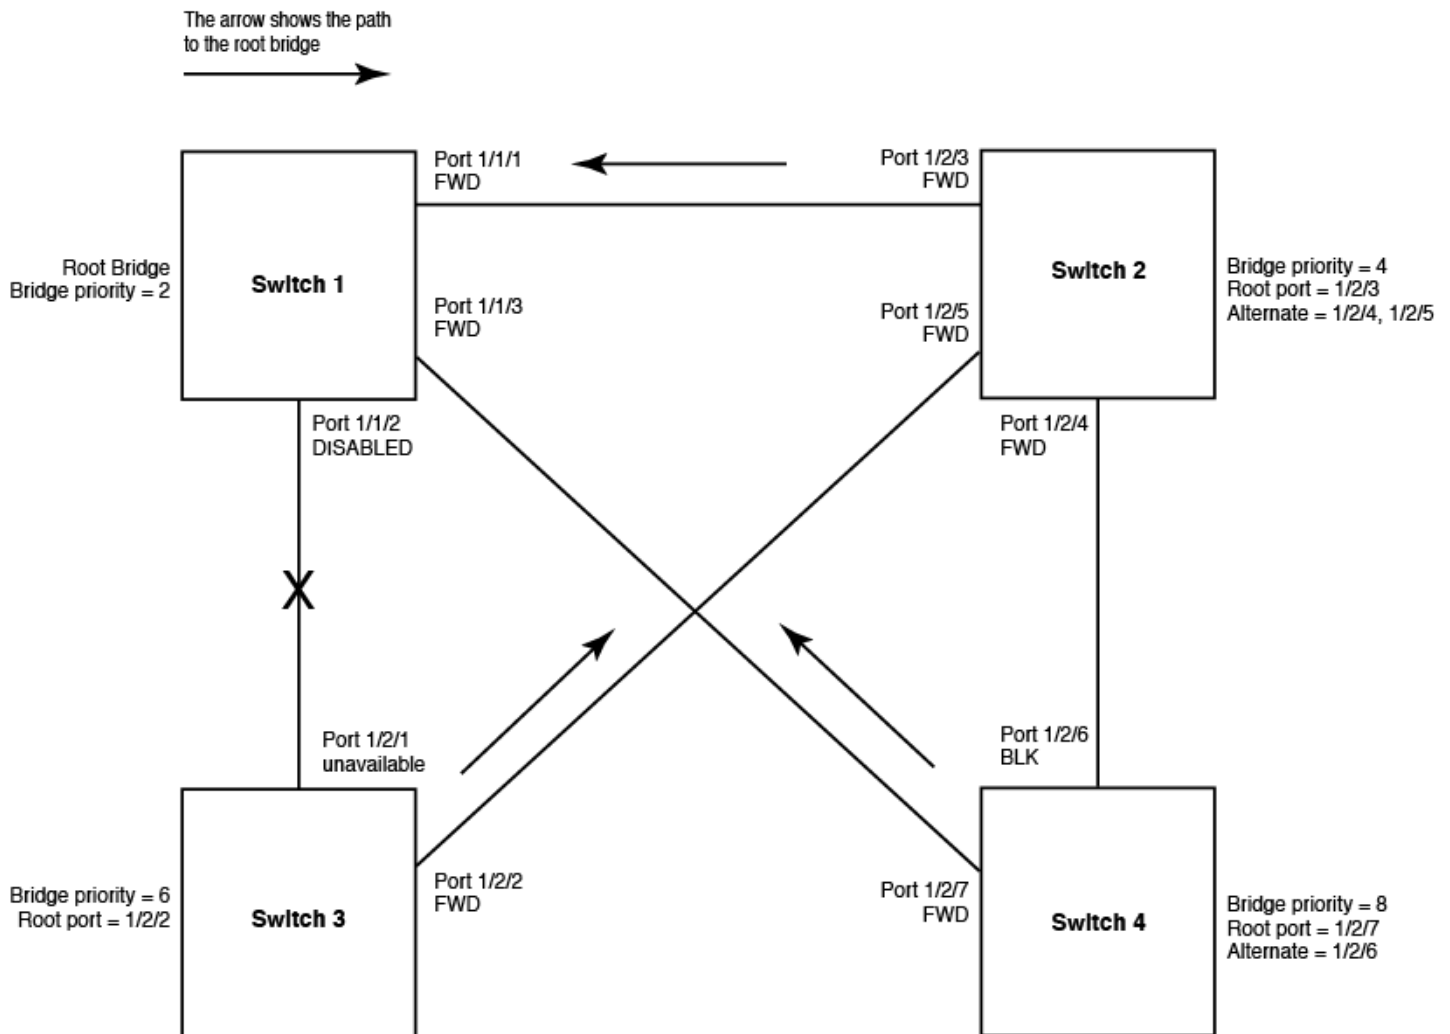 The arrow shows the path
to the root bridge
Port 1/1/1
FWD
Port 1/2/3
FWD
Root Bridge
Bridge priority = 2
Switch 1
Port 1/1/3
FWD
Port 1/2/5
FWD
Switch 2
Bridge priority = 4
Root port = 1/2/3
Alternate = 1/2/4, 1/2/5
Port 1/1/2
DISABLED
Port 1/2/4
FWD
X
Port 1/2/1
unavailable
Port 1/2/6
BLK
Bridge priority = 6
Root port = 1/2/2
Switch 3
Port 1/2/2
FWD
Port 1/2/7
FWD
Switch 4
Bridge priority = 8
Root port = 1/2/7
Alternate = 1/2/6